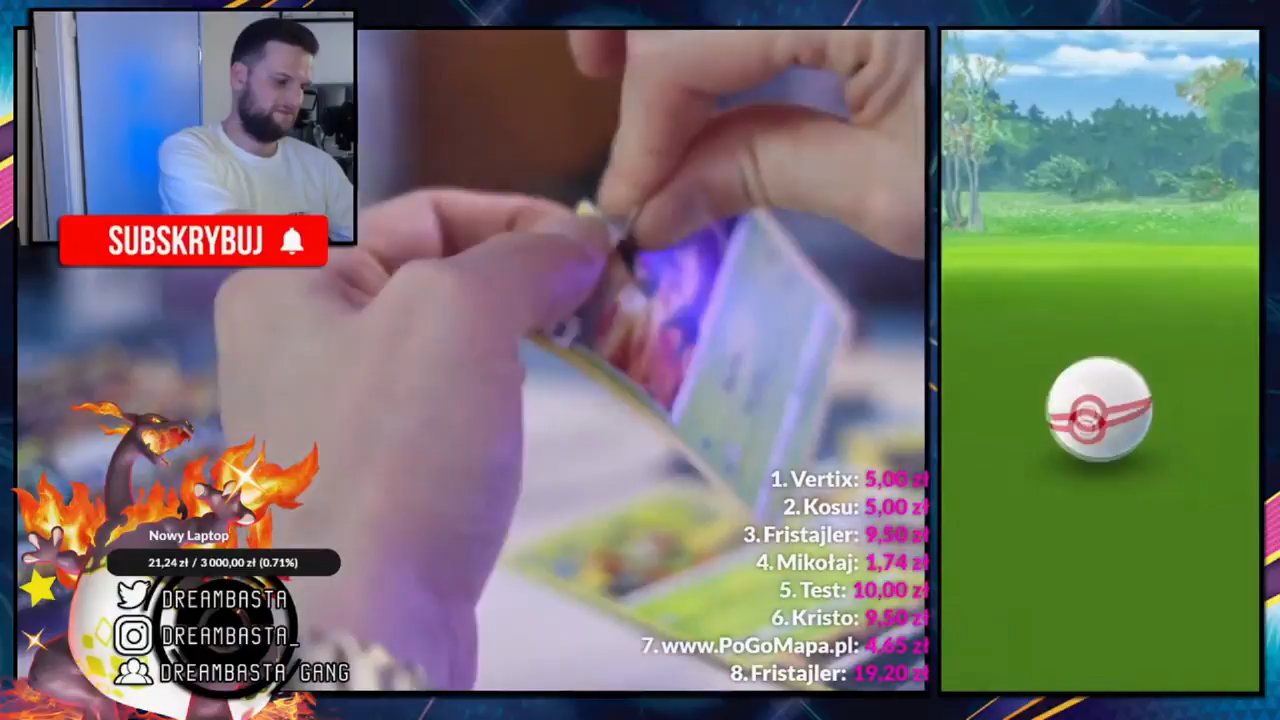 SUBSKRYBUJ
Nowy Laptop
21,24 zł / 3 000,00 zł (0.71%)
DREAMBASTA
DREAMBASTA_
DREAMBASTA GANG
1. Vertix: 5,00 zł
2. Kosu: 5,00 zł
3. Fristajler: 9,50 zł
4. Mikołaj: 1,74 zł
5. Test: 10,00 zł
6. Kristo: 9,50 zł
7. www.PoGoMapa.pl: 4,65 zł
8. Fristajler: 19,20 zł